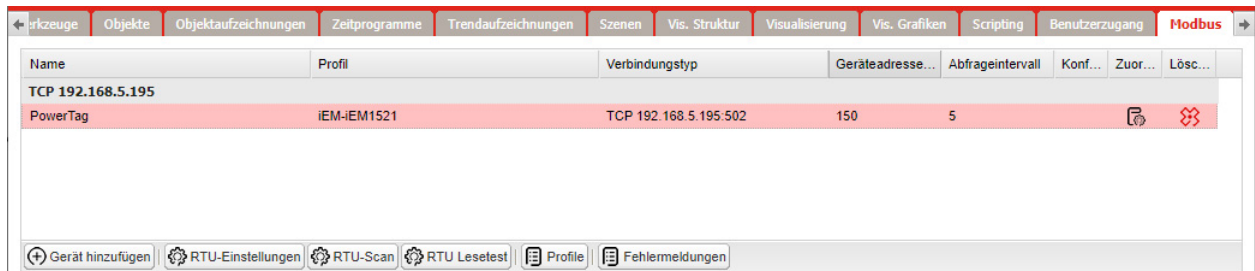 erkzeuge Objekte Objektaufzeichnungen Zeitprogramme Trendaufzeichnungen Szenen Vis. Struktur Visualisierung Vis. Grafiken Scripting Benutzerzugang Modbus
Name Profil Verbindungstyp Geräteadresse... Abfrageintervall Konf... Zuor... Lösc...
TCP 192.168.5.195
PowerTag iEM-iEM1521 TCP 192.168.5.195:502 150 5
Gerät hinzufügen RTU-Einstellungen RTU-Scan RTU Lesetest Profile Fehlermeldungen